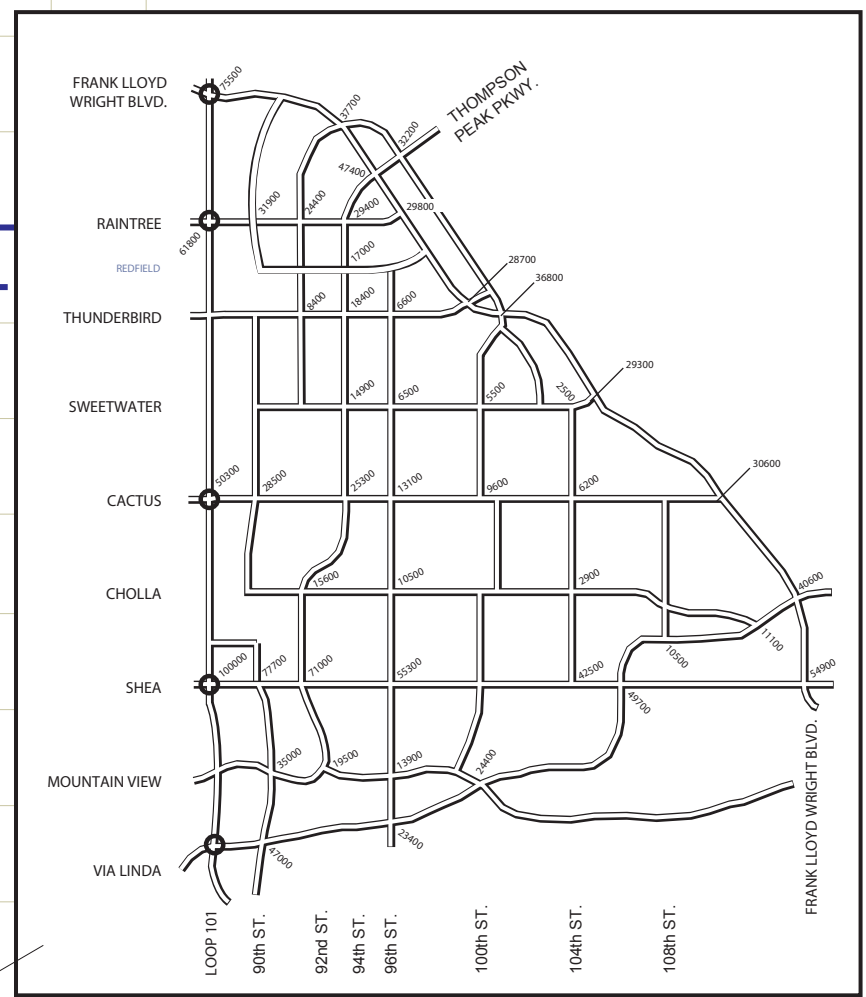 75500
FRANK LLOYD
WRIGHT BLVD.
37700
THOMPSON
PEAK PKWY.
32200
47400
31900
24400
29400
29800
RAINTREE
61800
17000
REDFIELD
28700
36800
8400
18400
6600
THUNDERBIRD
29300
14900
6500
5500
2500
SWEETWATER
30600
50300
28500
25300
13100
9600
6200
CACTUS
15600
10500
2900
40600
CHOLLA
11100
10500
100000
77700
71000
55300
42500
54900
SHEA
49700
35000
19500
13900
24400
MOUNTAIN VIEW
23400
47000
VIA LINDA
LOOP 101
90th ST.
92nd ST.
94th ST.
96th ST.
100th ST.
104th ST.
108th ST.
FRANK LLOYD WRIGHT BLVD.